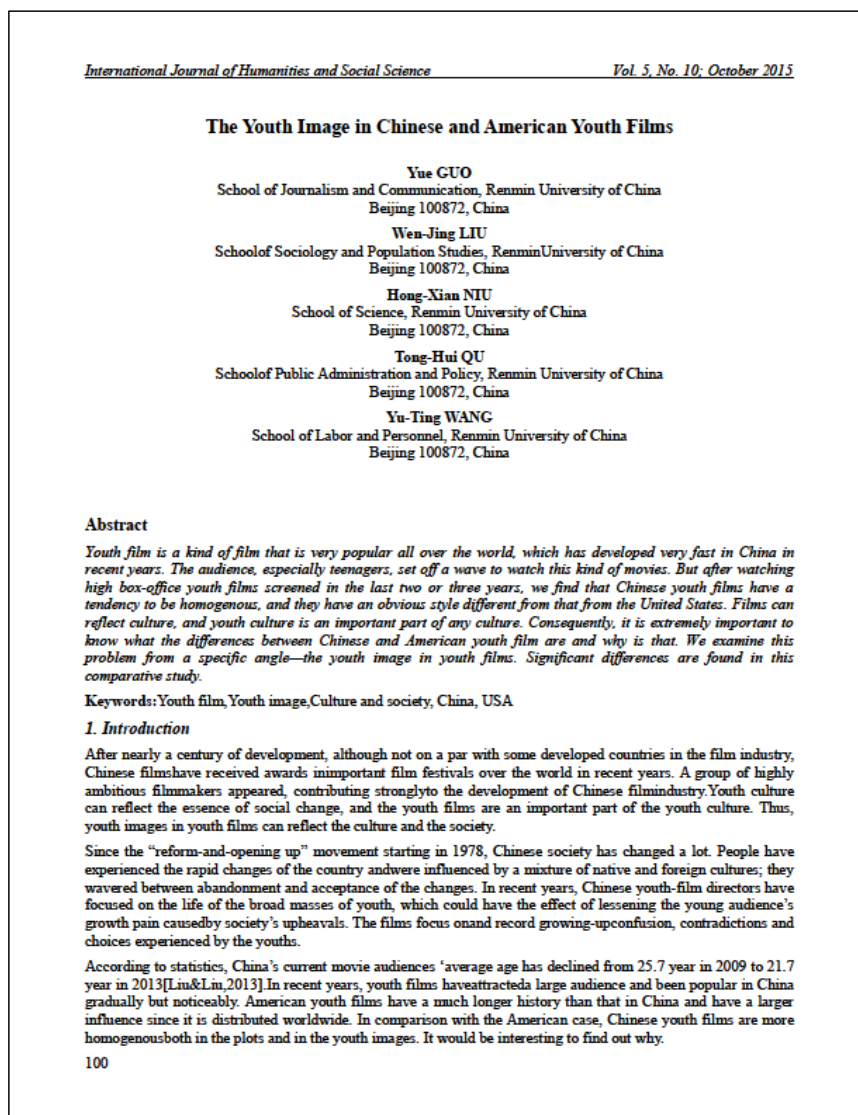 International Journal of Humanities and Social Science Vol. 5, No. 10; October 2015
The Youth Image in Chinese and American Youth Films
Yue GUO
School of Journalism and Communication, Renmin University of China
Beijing 100872, China
Wen-Jing LIU
Schoolof Sociology and Population Studies, RenminUniversity of China
Beijing 100872, China
Hong-Xian NIU
School of Science, Renmin University of China
Beijing 100872, China
Tong-Hui QU
Schoolof Public Administration and Policy, Renmin University of China
Beijing 100872, China
Yu-Ting WANG
School of Labor and Personnel, Renmin University of China
Beijing 100872, China
Abstract
Youth film is a kind of film that is very popular all over the world, which has developed very fast in China in
recent years. The audience, especially teenagers, set off a wave to watch this kind of movies. But after watching
high box-office youth films screened in the last two or three years, we find that Chinese youth films have a
tendency to be homogenous, and they have an obvious style different from that from the United States. Films can
reflect culture, and youth culture is an important part of any culture. Consequently, it is extremely important to
know what the differences between Chinese and American youth film are and why is that. We examine this
problem from a specific angle—the youth image in youth films. Significant differences are found in this
comparative study.
Keywords:Youth film,Youth image,Culture and society, China, USA
1. Introduction
After nearly a century of development, although not on a par with some developed countries in the film industry,
Chinese filmshave received awards inimportant film festivals over the world in recent years. A group of highly
ambitious filmmakers appeared, contributing stronglyto the development of Chinese filmindustry.Youth culture
can reflect the essence of social change, and the youth films are an important part of the youth culture. Thus,
youth images in youth films can reflect the culture and the society.
Since the “reform-and-opening up” movement starting in 1978, Chinese society has changed a lot. People have
experienced the rapid changes of the country andwere influenced by a mixture of native and foreign cultures; they
wavered between abandonment and acceptance of the changes. In recent years, Chinese youth-film directors have
focused on the life of the broad masses of youth, which could have the effect of lessening the young audience’s
growth pain causedby society’s upheavals. The films focus onand record growing-upconfusion, contradictions and
choices experienced by the youths.
According to statistics, China’s current movie audiences ‘average age has declined from 25.7 year in 2009 to 21.7
year in 2013[Liu&Liu,2013].In recent years, youth films haveattracteda large audience and been popular in China
gradually but noticeably. American youth films have a much longer history than that in China and have a larger
influence since it is distributed worldwide. In comparison with the American case, Chinese youth films are more
homogenousboth in the plots and in the youth images. It would be interesting to find out why.
100